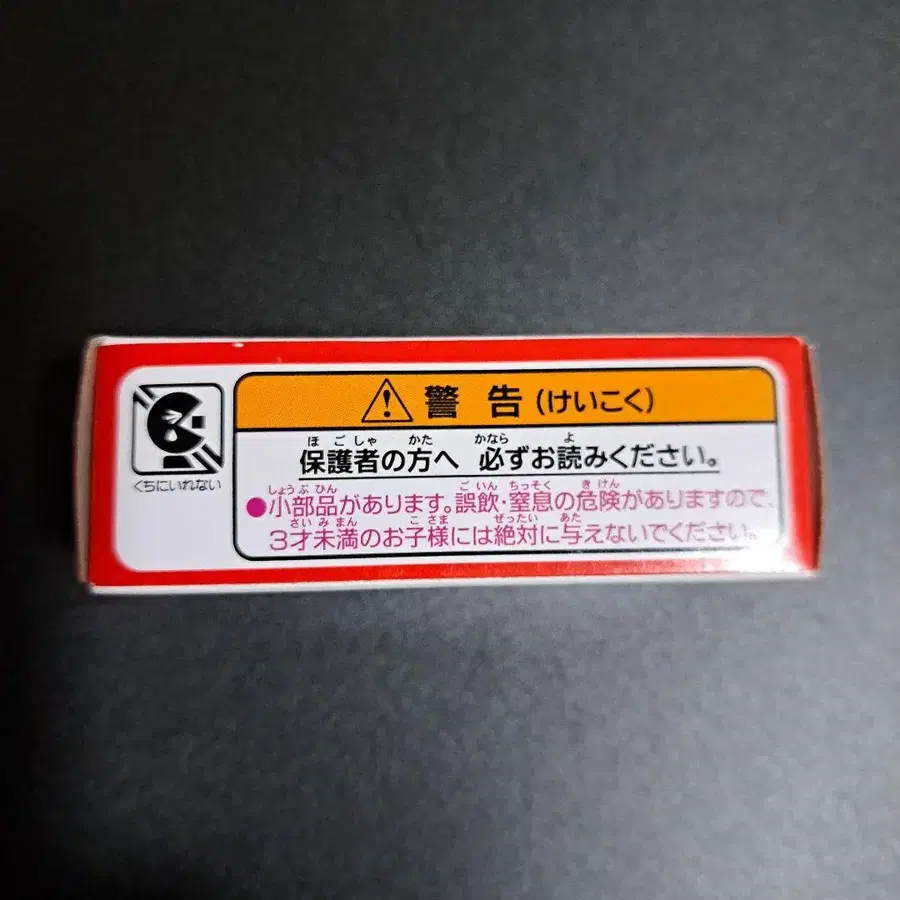 警告(けいこく)
ほごしゃ かた かなら よ
保護者の方へ 必ずお読みください。
しょうぶひん ごいん ちっそく きけん
●小部品があります。誤飲・窒息の危険がありますので、
さいみまん こさま ぜったい あた
3才未満のお子様には絶対に与えないでください。
くちにいれない